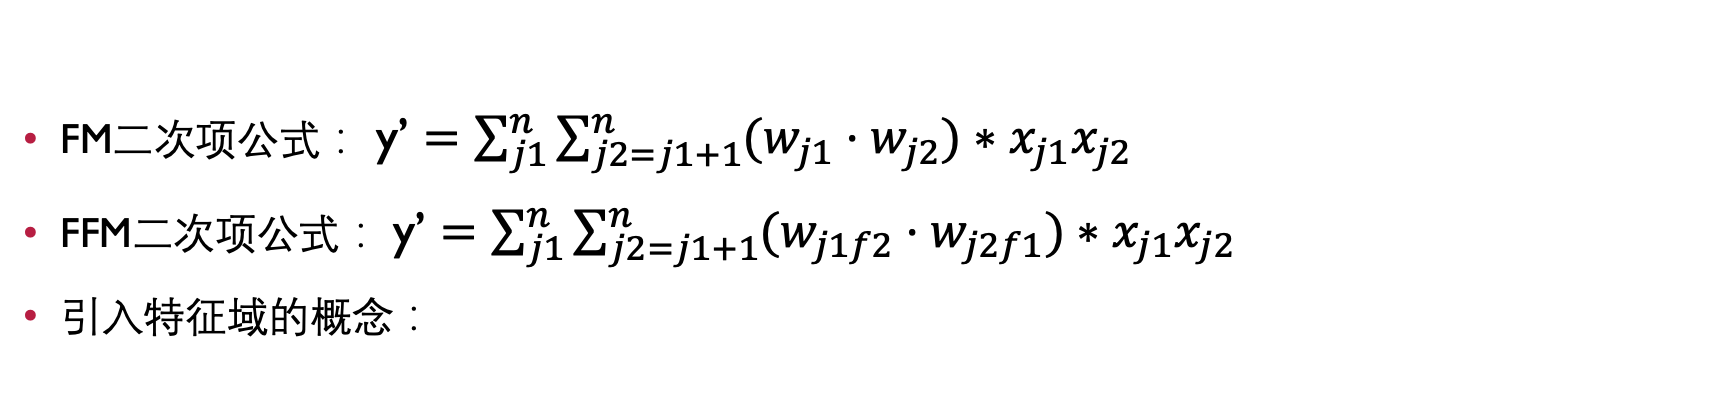 • FM二次项公式： y’ = ∑_{j1}^{n} ∑_{j2=j1+1}^{n} (w_{j1} · w_{j2}) * x_{j1}x_{j2}
• FFM二次项公式： y’ = ∑_{j1}^{n} ∑_{j2=j1+1}^{n} (w_{j1f2} · w_{j2f1}) * x_{j1}x_{j2}
• 引入特征域的概念：